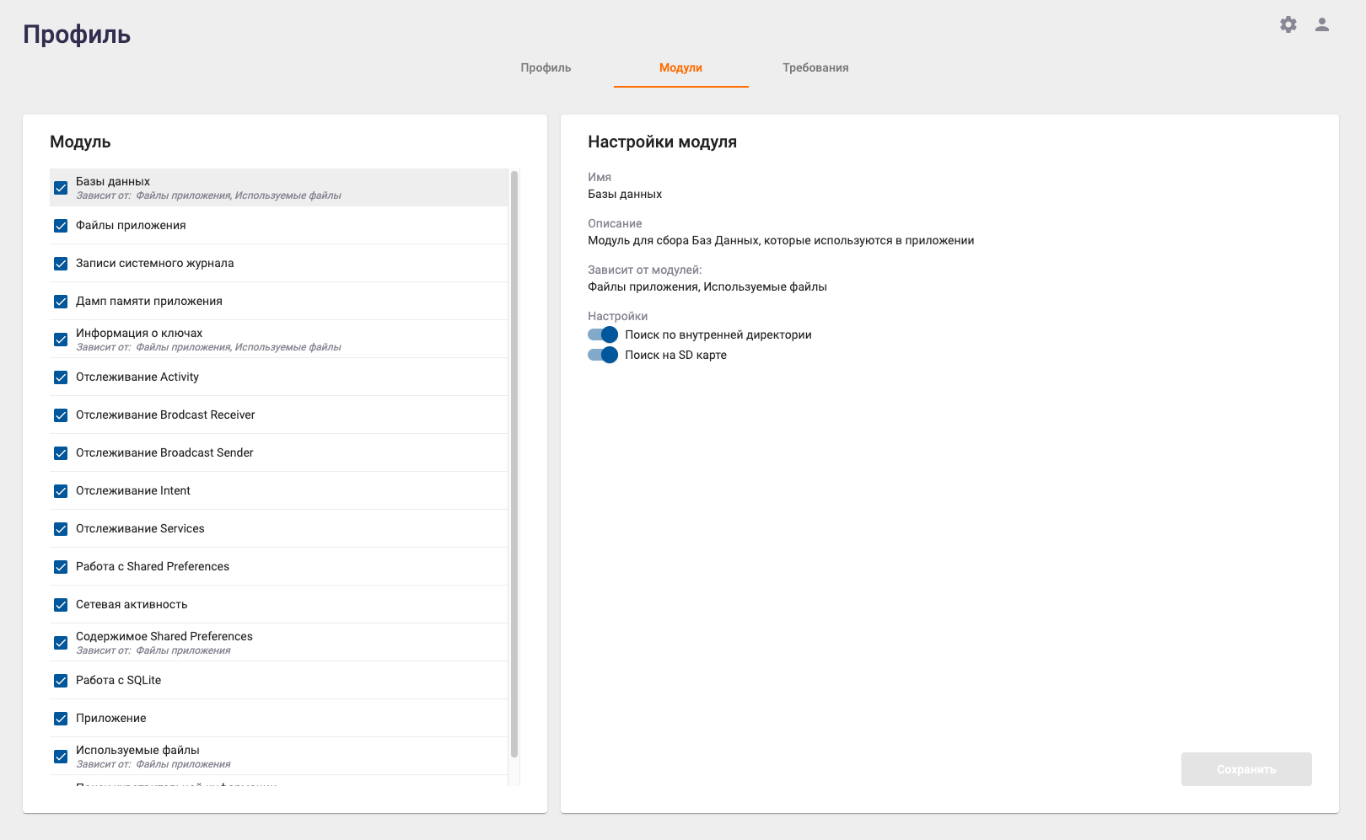 Профиль
Профиль
Модули
Требования
Модуль
Базы данных
Зависит от: Файлы приложения, Используемые файлы
Файлы приложения
Записи системного журнала
Дамп памяти приложения
Информация о ключах
Зависит от: Файлы приложения, Используемые файлы
Отслеживание Activity
Отслеживание Brodcast Receiver
Отслеживание Broadcast Sender
Отслеживание Intent
Отслеживание Services
Работа с Shared Preferences
Сетевая активность
Содержимое Shared Preferences
Зависит от: Файлы приложения
Работа с SQLite
Приложение
Используемые файлы
Зависит от: Файлы приложения
Настройки модуля
Имя
Базы данных
Описание
Модуль для сбора Баз Данных, которые используются в приложении
Зависит от модулей:
Файлы приложения, Используемые файлы
Настройки
Поиск по внутренней директории
Поиск на SD карте
Сохранить